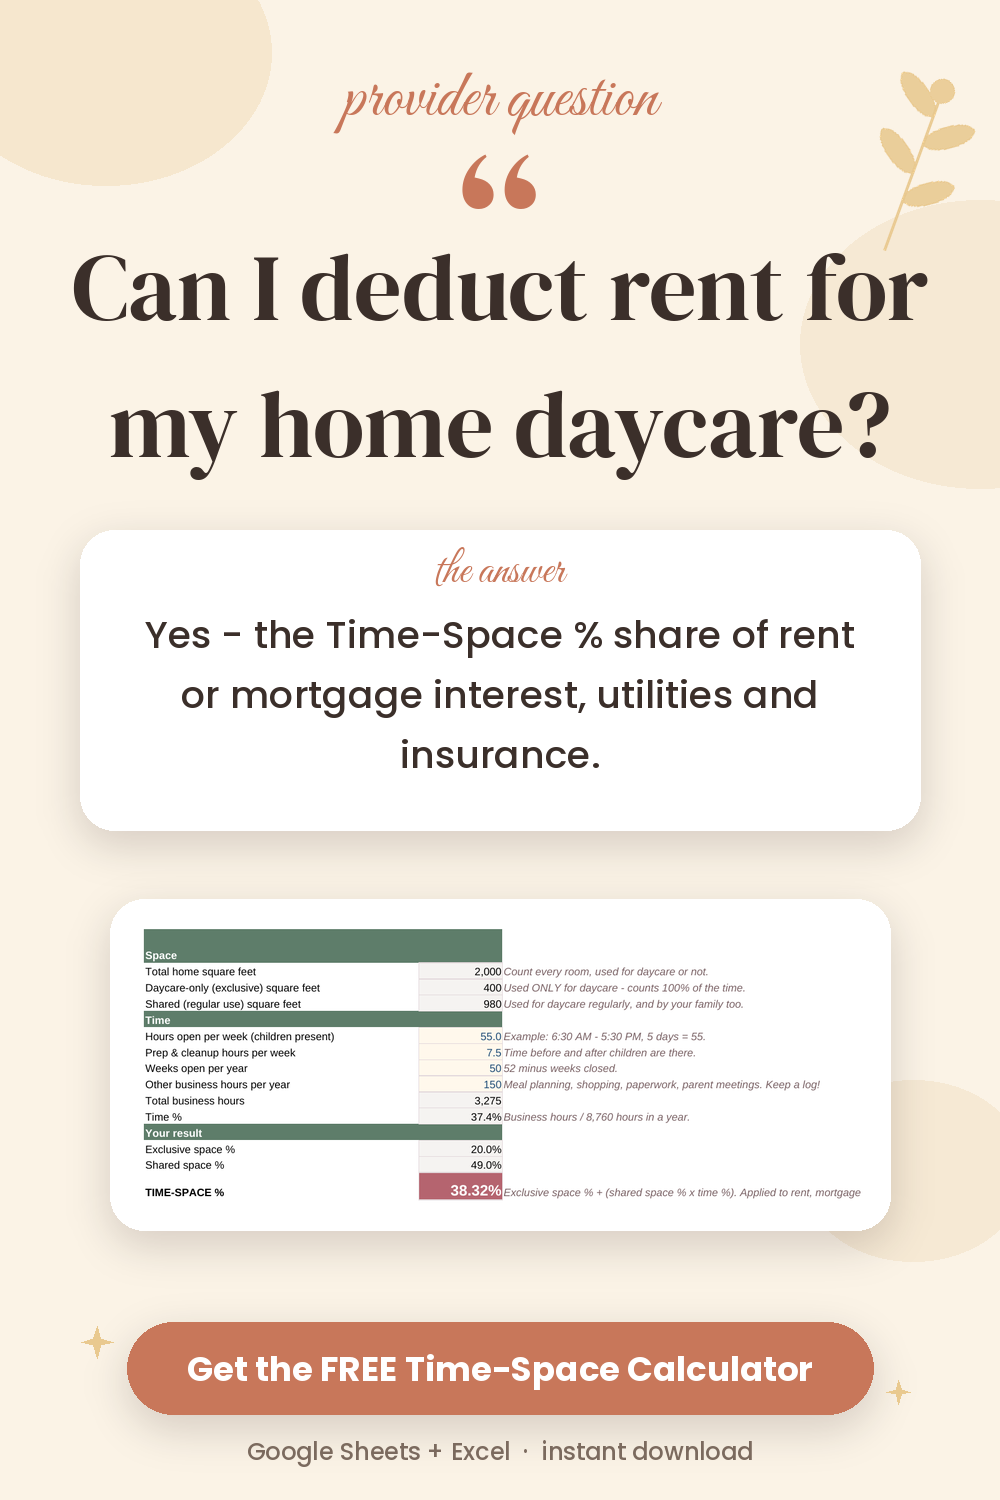 provider question
“
Can I deduct rent for
my home daycare?
the answer
Yes - the Time-Space % share of rent
or mortgage interest, utilities and
insurance.
Space
Total home square feet 2,000 Count every room, used for daycare or not.
Daycare-only (exclusive) square feet 400 Used ONLY for daycare - counts 100% of the time.
Shared (regular use) square feet 980 Used for daycare regularly, and by your family too.
Time
Hours open per week (children present) 55.0 Example: 6:30 AM - 5:30 PM, 5 days = 55.
Prep & cleanup hours per week 7.5 Time before and after children are there.
Weeks open per year 50 52 minus weeks closed.
Other business hours per year 150 Meal planning, shopping, paperwork, parent meetings. Keep a log!
Total business hours 3,275
Time % 37.4% Business hours / 8,760 hours in a year.
Your result
Exclusive space % 20.0%
Shared space % 49.0%
TIME-SPACE % 38.32% Exclusive space % + (shared space % x time %). Applied to rent, mortgage
Get the FREE Time-Space Calculator
Google Sheets + Excel · instant download